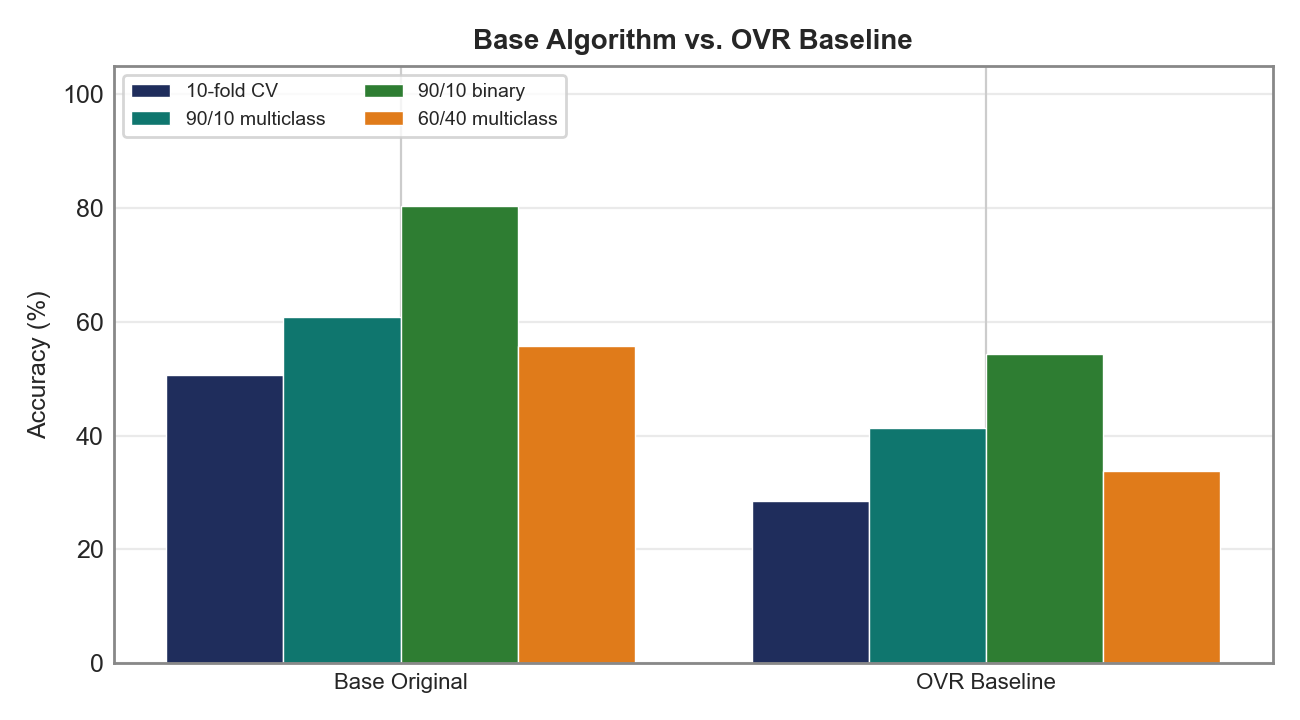 Base Algorithm vs. OVR Baseline
10-fold CV
90/10 multiclass
90/10 binary
60/40 multiclass
Accuracy (%)
100
80
60
40
20
0
Base Original
OVR Baseline